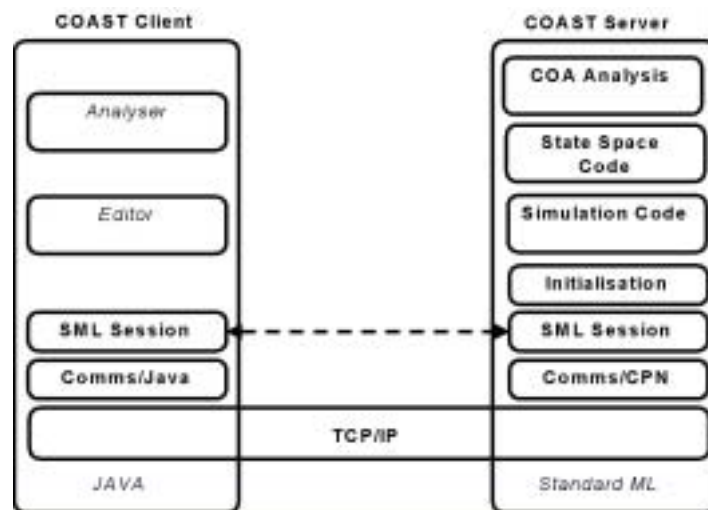 COAST Client
Analyser
Editor
SML Session
Comms/Java
COAST Server
COA Analysis
State Space
Code
Simulation Code
Initialisation
SML Session
Comms/CPN
TCP/IP
JAVA
Standard ML